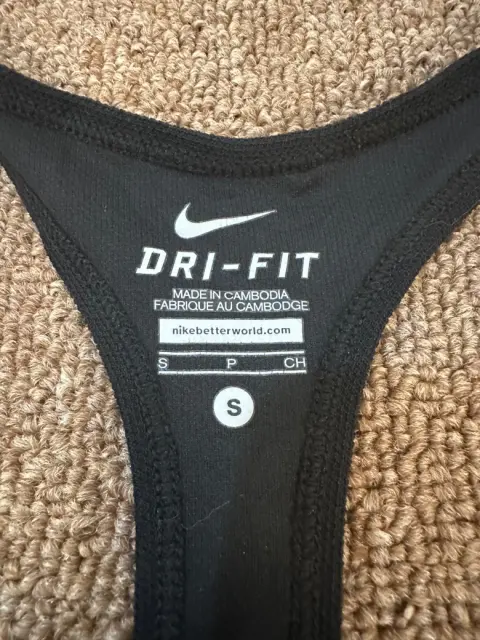 DRI-FIT
MADE IN CAMBODIA
FABRIQUE AU CAMBODGE
nikebetterworld.com
S P CH
S